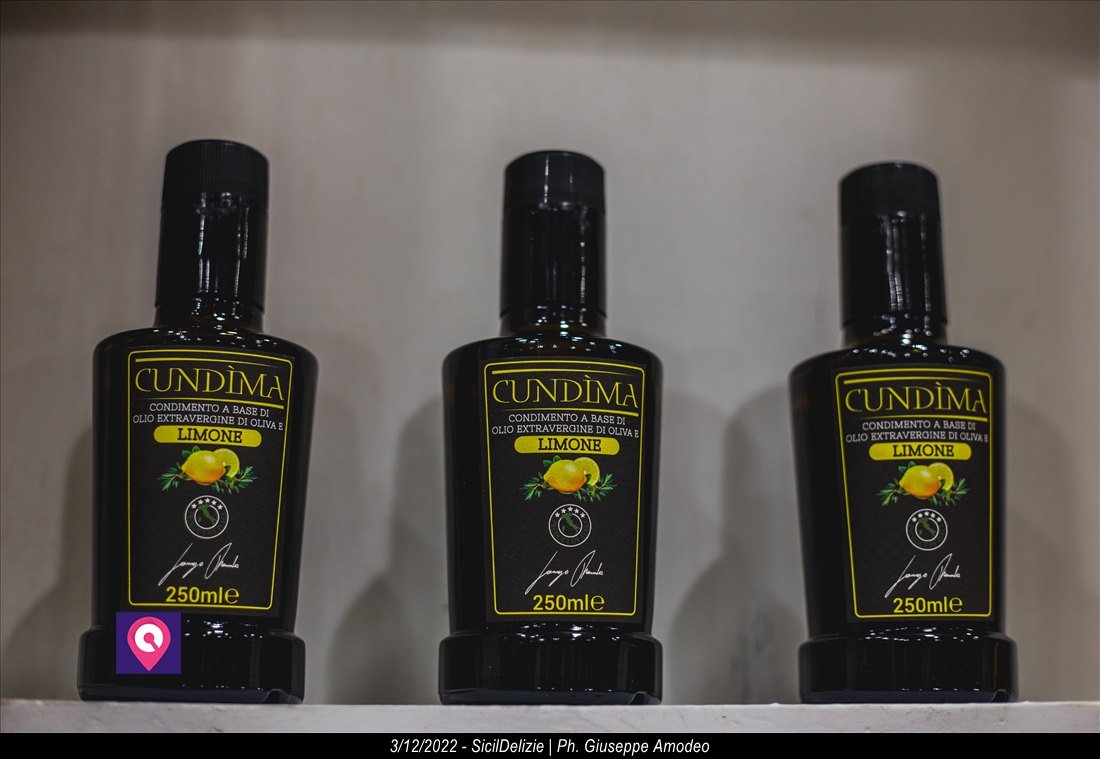 CUNDÌMA
CONDIMENTO A BASE DI
OLIO EXTRAVERGINE DI OLIVA E
LIMONE
250ml℮
CUNDÌMA
CONDIMENTO A BASE DI
OLIO EXTRAVERGINE DI OLIVA E
LIMONE
250ml℮
CUNDÌMA
CONDIMENTO A BASE DI
OLIO EXTRAVERGINE DI OLIVA E
LIMONE
250ml℮
3/12/2022 - SicilDelizie | Ph. Giuseppe Amodeo